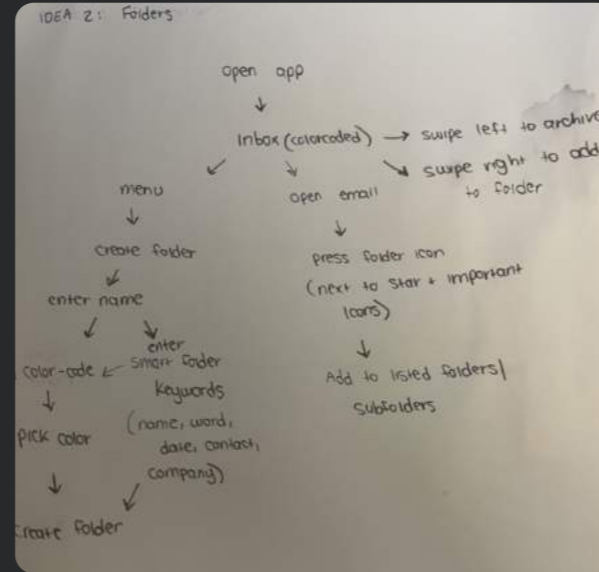 IDEA 2: Folders
open app
Inbox (colorcoded) → swipe left to archive
swipe right to add
to folder
menu
open email
create folder
press folder icon
(next to star + important
icons)
enter name
enter
smart folder
keywords
(name, word,
date, contact,
company)
color-code
Add to listed folders/
subfolders
pick color
create folder